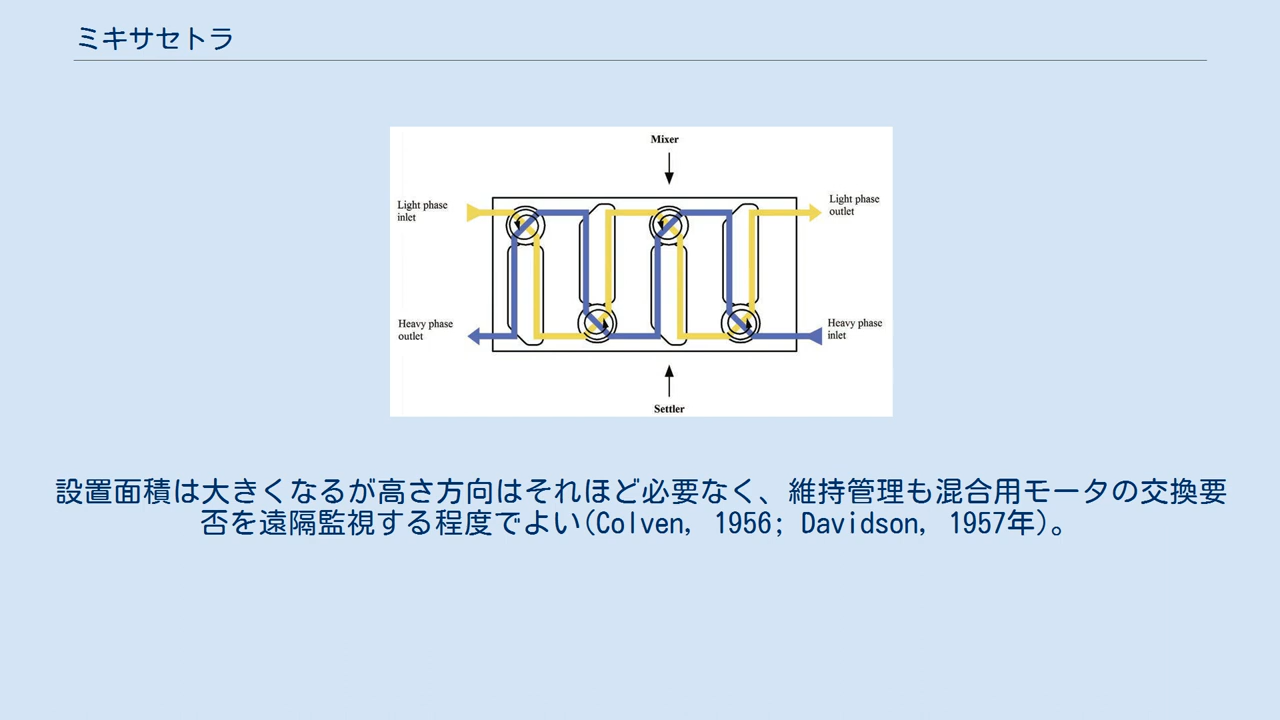 ミキサセトラ
Mixer
Light phase
inlet
Light phase
outlet
Heavy phase
outlet
Heavy phase
inlet
Settler
設置面積は大きくなるが高さ方向はそれほど必要なく、維持管理も混合用モータの交換要
否を遠隔監視する程度でよい(Colven, 1956; Davidson, 1957年)。